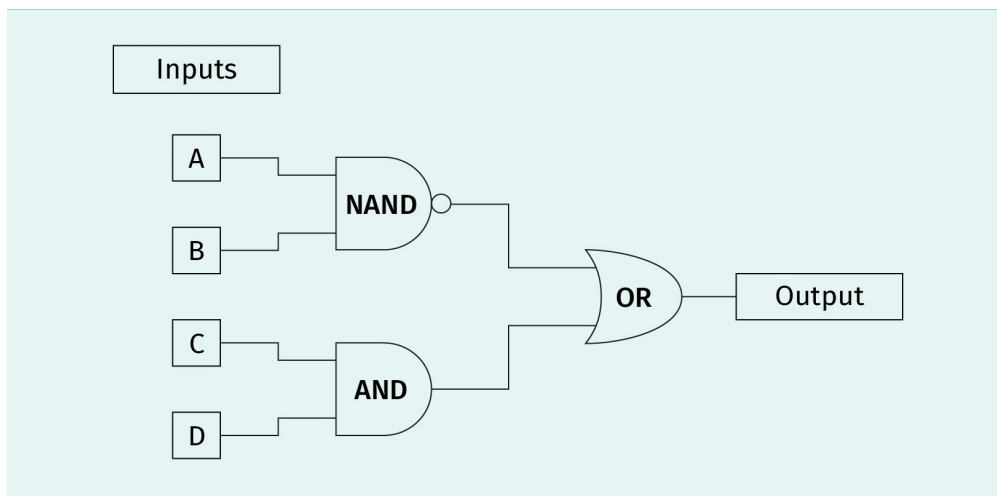 Inputs
A
B
C
D
NAND
AND
OR
Output